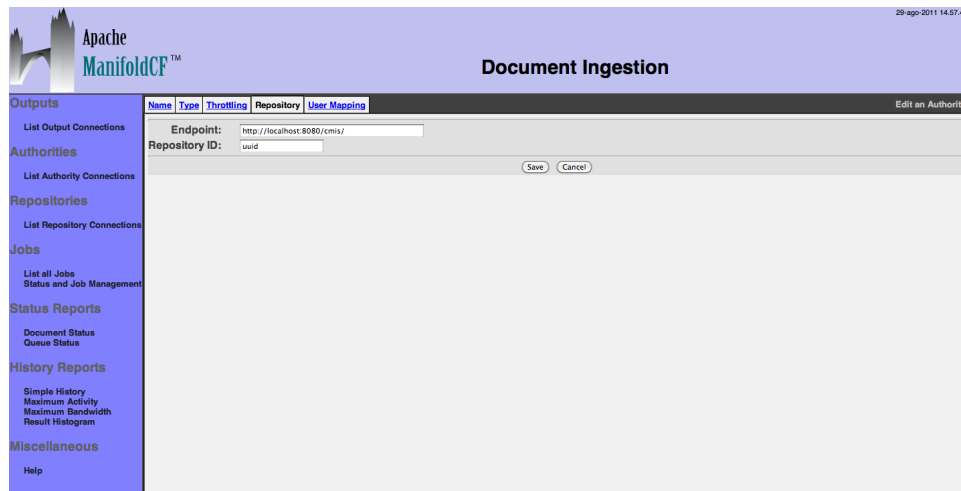 29-ago-2011 14.57.4
Apache
ManifoldCF™
Document Ingestion
Outputs
List Output Connections
Authorities
List Authority Connections
Repositories
List Repository Connections
Jobs
List all Jobs
Status and Job Management
Status Reports
Document Status
Queue Status
History Reports
Simple History
Maximum Activity
Maximum Bandwidth
Result Histogram
Miscellaneous
Help
Name Type Throttling Repository User Mapping
Edit an Authorit
Endpoint: http://localhost:8080/cmis/
Repository ID: uuid
Save Cancel